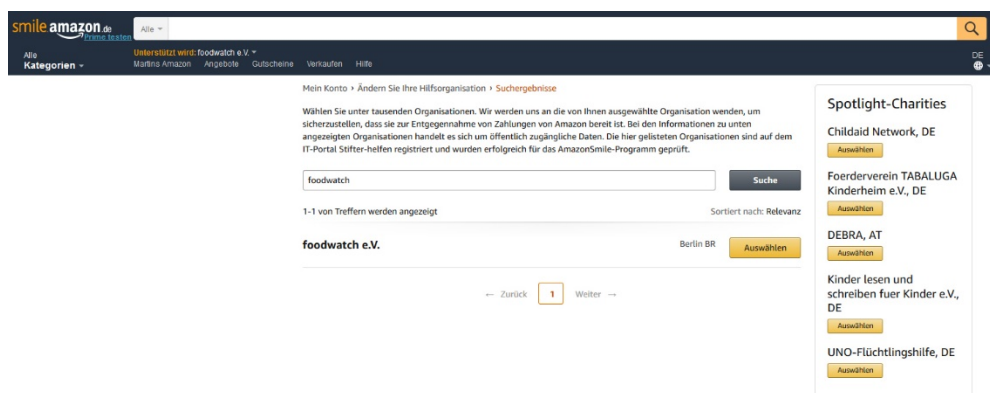 smile amazon.de
Prime testen
Alle
Alle
Kategorien
Unterstützt wird: foodwatch e.V.
Martins Amazon Angebote Gutscheine Verkaufen Hilfe
DE
Mein Konto › Ändern Sie Ihre Hilfsorganisation › Suchergebnisse
Wählen Sie unter tausenden Organisationen. Wir werden uns an die von Ihnen ausgewählte Organisation wenden, um
sicherzustellen, dass sie zur Entgegennahme von Zahlungen von Amazon bereit ist. Bei den Informationen zu unten
angezeigten Organisationen handelt es sich um öffentlich zugängliche Daten. Die hier gelisteten Organisationen sind auf dem
IT-Portal Stifter-helfen registriert und wurden erfolgreich für das AmazonSmile-Programm geprüft.
foodwatch
Suche
1-1 von Treffern werden angezeigt
Sortiert nach: Relevanz
foodwatch e.V.
Berlin BR
Auswählen
← Zurück 1 Weiter →
Spotlight-Charities
Childaid Network, DE
Auswählen
Foerderverein TABALUGA
Kinderheim e.V., DE
Auswählen
DEBRA, AT
Auswählen
Kinder lesen und
schreiben fuer Kinder e.V.,
DE
Auswählen
UNO-Flüchtlingshilfe, DE
Auswählen